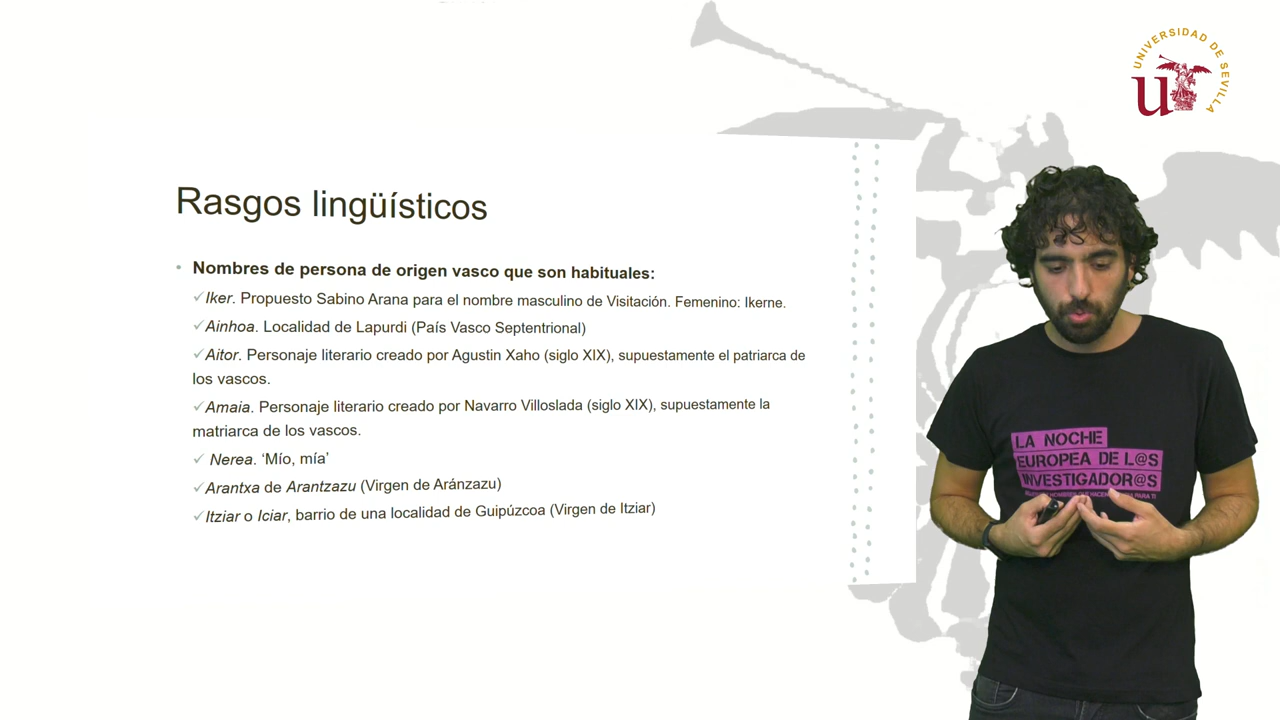 UNIVERSIDAD DE SEVILLA
u
Rasgos lingüísticos
• Nombres de persona de origen vasco que son habituales:
✓Iker. Propuesto Sabino Arana para el nombre masculino de Visitación. Femenino: Ikerne.
✓Ainhoa. Localidad de Lapurdi (País Vasco Septentrional)
✓Aitor. Personaje literario creado por Agustin Xaho (siglo XIX), supuestamente el patriarca de
los vascos.
✓Amaia. Personaje literario creado por Navarro Villoslada (siglo XIX), supuestamente la
matriarca de los vascos.
✓ Nerea. ‘Mío, mía’
✓Arantxa de Arantzazu (Virgen de Aránzazu)
✓Itziar o Iciar, barrio de una localidad de Guipúzcoa (Virgen de Itziar)
LA NOCHE
EUROPEA DE L@S
INVESTIGADOR@S